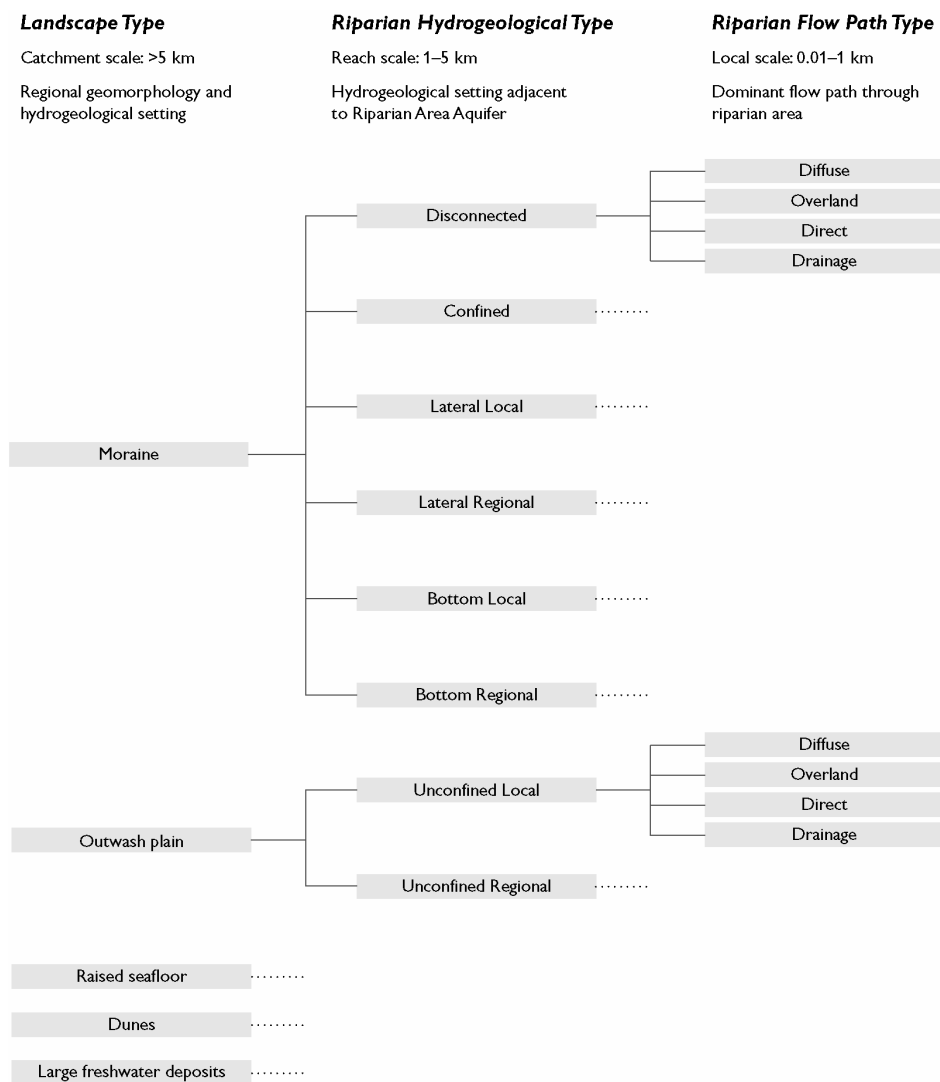 Landscape Type
Catchment scale: >5 km
Regional geomorphology and
hydrogeological setting
Riparian Hydrogeological Type
Reach scale: 1–5 km
Hydrogeological setting adjacent
to Riparian Area Aquifer
Riparian Flow Path Type
Local scale: 0.01–1 km
Dominant flow path through
riparian area
Moraine
Disconnected
Diffuse
Overland
Direct
Drainage
Confined
Lateral Local
Lateral Regional
Bottom Local
Bottom Regional
Outwash plain
Unconfined Local
Diffuse
Overland
Direct
Drainage
Unconfined Regional
Raised seafloor
Dunes
Large freshwater deposits